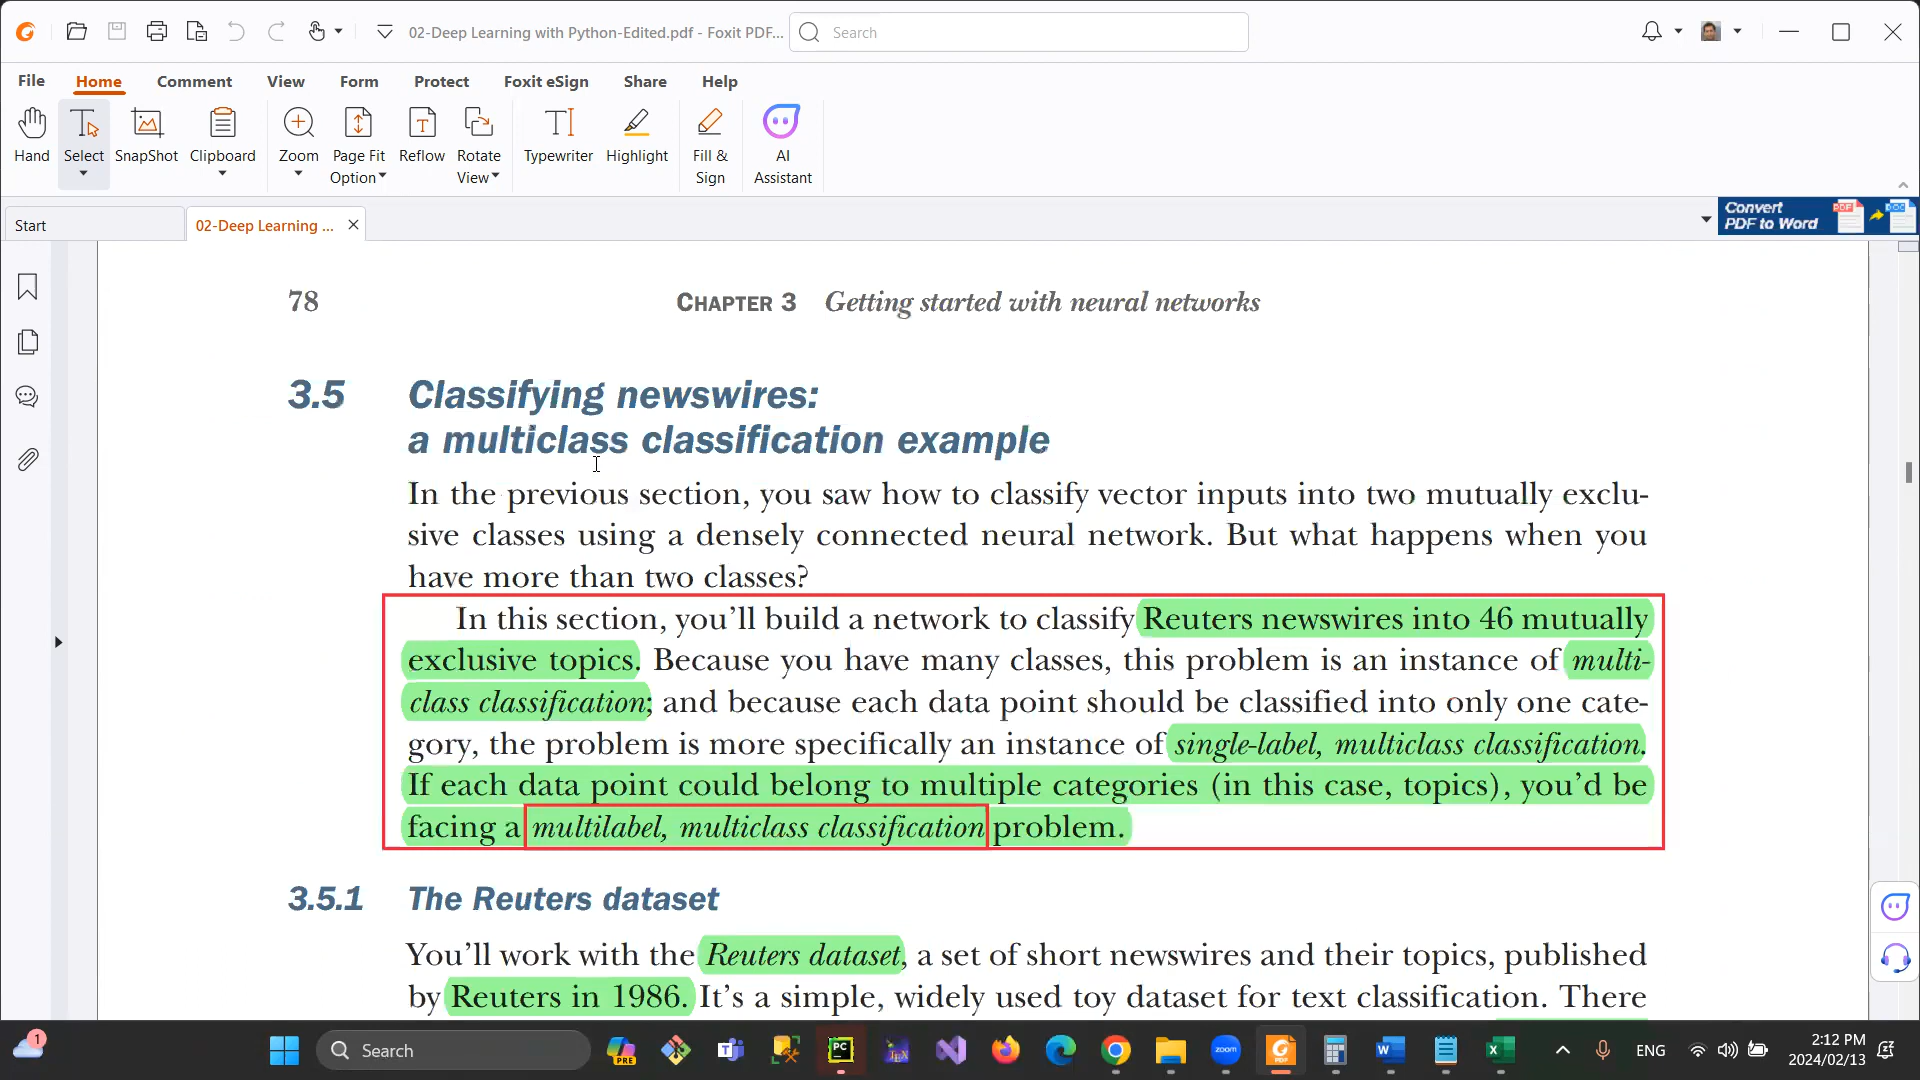 02-Deep Learning with Python-Edited.pdf - Foxit PDF...
Search
File
Home
Comment
View
Form
Protect
Foxit eSign
Share
Help
Hand
Select
SnapShot
Clipboard
Zoom
Page Fit
Option
Reflow
Rotate
View
Typewriter
Highlight
Fill &
Sign
AI
Assistant
Start
02-Deep Learning ...
Convert
PDF to Word
78
CHAPTER 3 Getting started with neural networks
3.5 Classifying newswires:
a multiclass classification example
In the previous section, you saw how to classify vector inputs into two mutually exclu-
sive classes using a densely connected neural network. But what happens when you
have more than two classes?
In this section, you'll build a network to classify Reuters newswires into 46 mutually
exclusive topics. Because you have many classes, this problem is an instance of multi-
class classification; and because each data point should be classified into only one cate-
gory, the problem is more specifically an instance of single-label, multiclass classification.
If each data point could belong to multiple categories (in this case, topics), you'd be
facing a multilabel, multiclass classification problem.
3.5.1 The Reuters dataset
You'll work with the Reuters dataset, a set of short newswires and their topics, published
by Reuters in 1986. It's a simple, widely used toy dataset for text classification. There
1
Search
PRE
PC
TEX
zoom
PDF
ENG
2:12 PM
2024/02/13